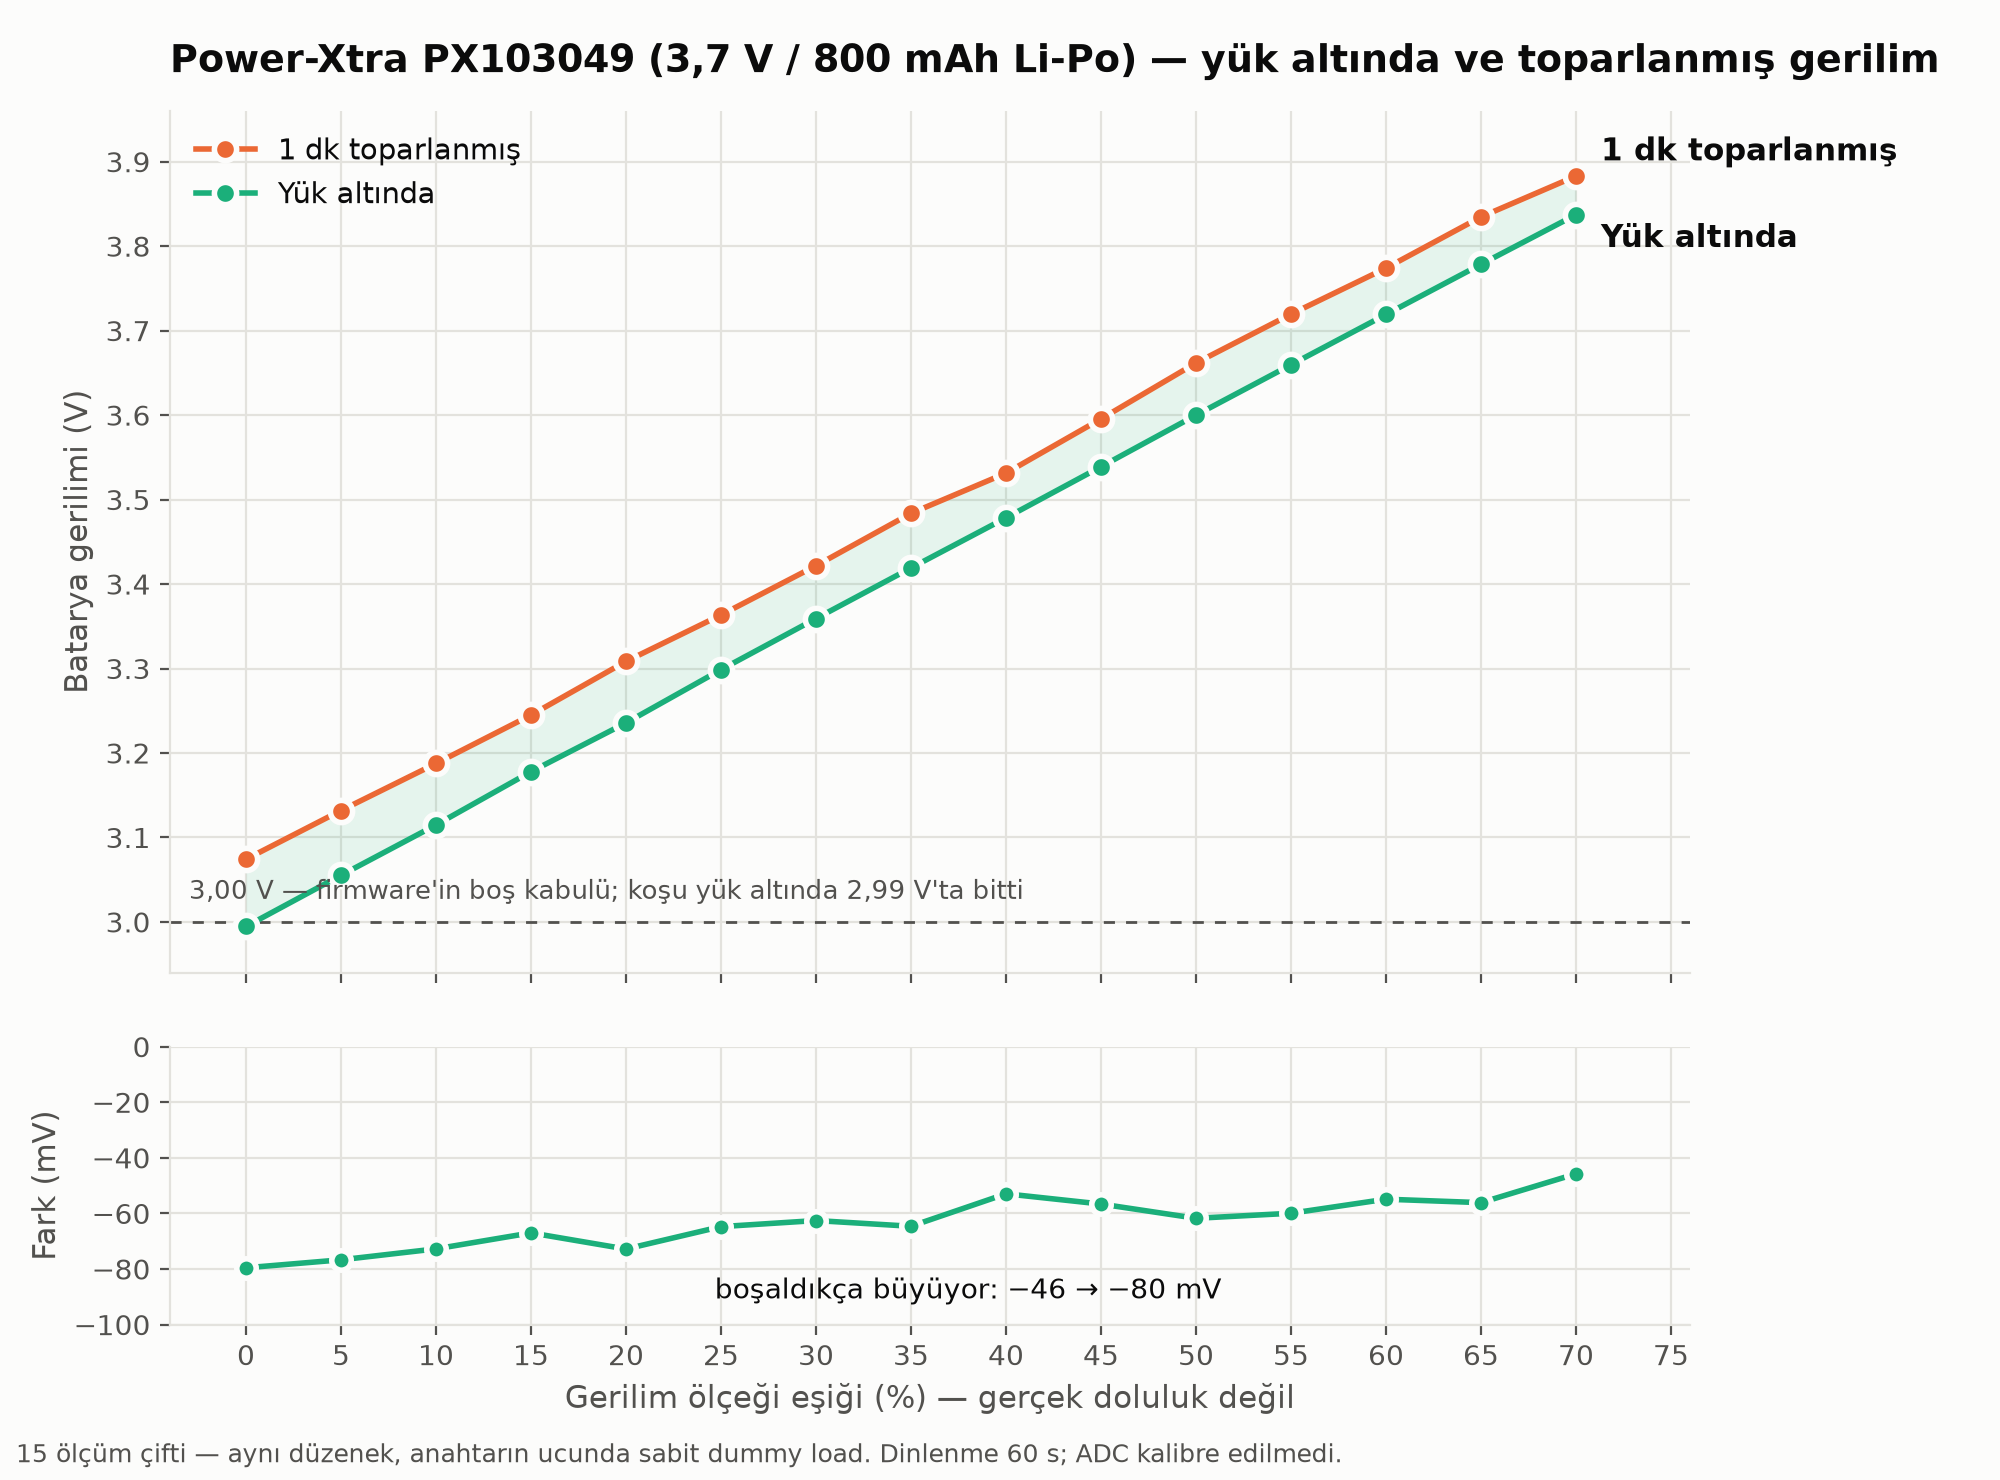 Power-Xtra PX103049 (3,7 V / 800 mAh Li-Po) — yük altında ve toparlanmış gerilim
1 dk toparlanmış
Yük altında
1 dk toparlanmış
Yük altında
Batarya gerilimi (V)
3.9
3.8
3.7
3.6
3.5
3.4
3.3
3.2
3.1
3.0
3,00 V — firmware'in boş kabulü; koşu yük altında 2,99 V'ta bitti
Fark (mV)
0
−20
−40
−60
−80
−100
boşaldıkça büyüyor: −46 → −80 mV
0 5 10 15 20 25 30 35 40 45 50 55 60 65 70 75
Gerilim ölçeği eşiği (%) — gerçek doluluk değil
15 ölçüm çifti — aynı düzenek, anahtarın ucunda sabit dummy load. Dinlenme 60 s; ADC kalibre edilmedi.